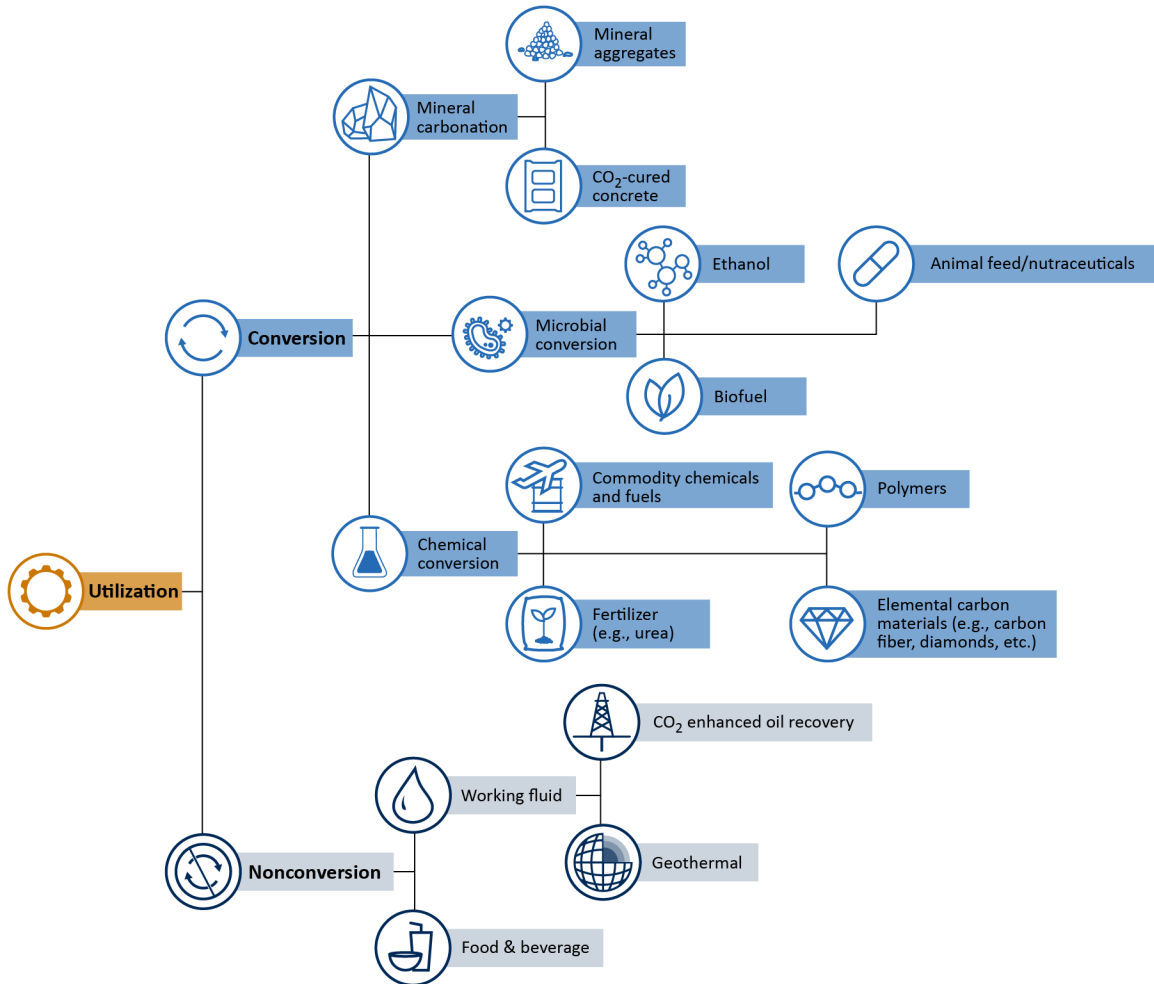 Mineral
aggregates
Mineral
carbonation
CO₂-cured
concrete
Ethanol
Animal feed/nutraceuticals
Conversion
Microbial
conversion
Biofuel
Commodity chemicals
and fuels
Polymers
Chemical
conversion
Utilization
Fertilizer
(e.g., urea)
Elemental carbon
materials (e.g., carbon
fiber, diamonds, etc.)
CO₂ enhanced oil recovery
Working fluid
Geothermal
Nonconversion
Food & beverage